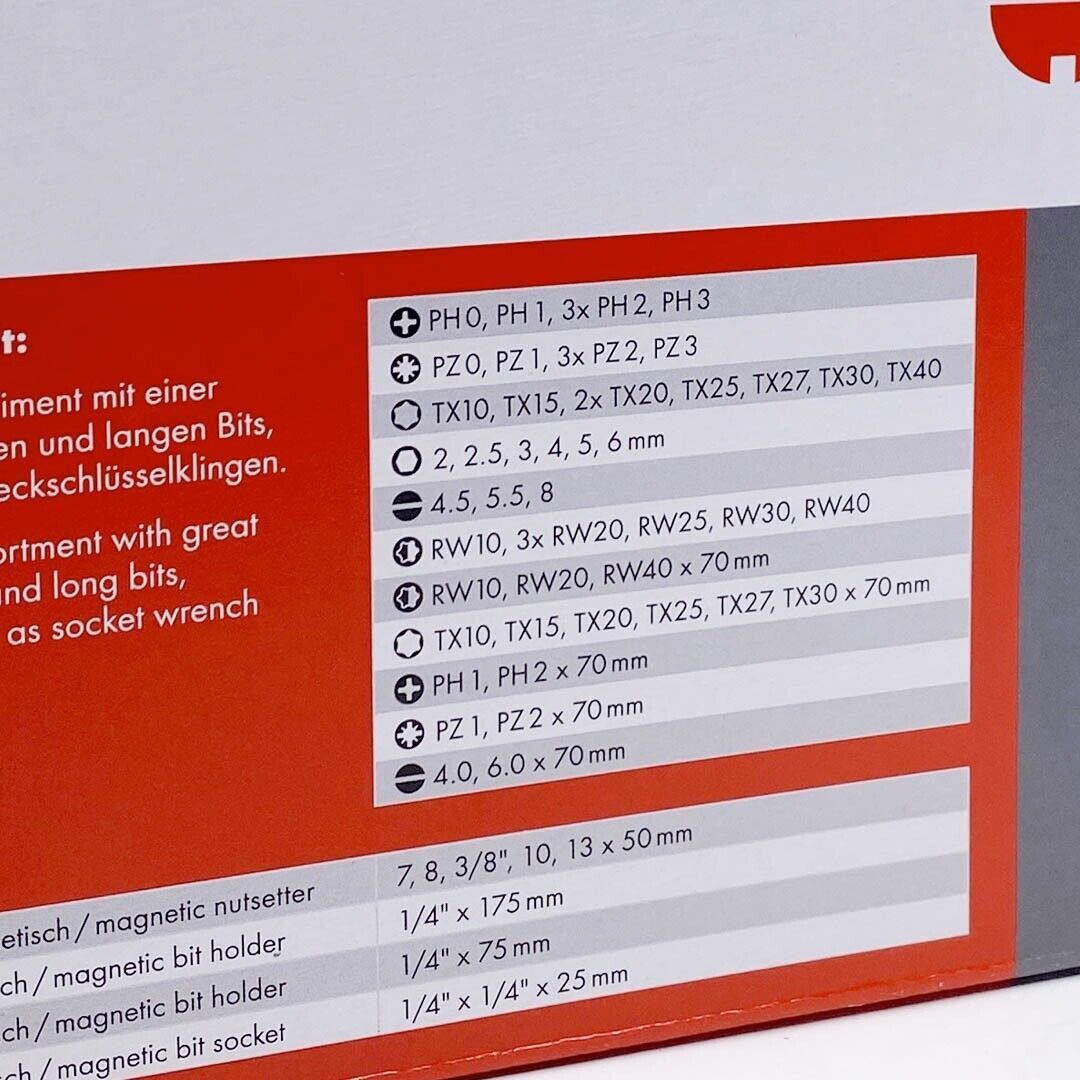 t:
iment mit einer
en und langen Bits,
eckschlüsselklingen.
ortment with great
nd long bits,
as socket wrench
PH0, PH 1, 3x PH 2, PH 3
PZ0, PZ 1, 3x PZ 2, PZ 3
TX10, TX15, 2x TX20, TX25, TX27, TX30, TX40
2, 2.5, 3, 4, 5, 6 mm
4.5, 5.5, 8
RW10, 3x RW20, RW25, RW30, RW40
RW10, RW20, RW40 x 70 mm
TX10, TX15, TX20, TX25, TX27, TX30 x 70 mm
PH 1, PH 2 x 70 mm
PZ 1, PZ 2 x 70 mm
4.0, 6.0 x 70 mm
etisch / magnetic nutsetter 7, 8, 3/8", 10, 13 x 50 mm
ch / magnetic bit holder 1/4" x 175 mm
ch / magnetic bit holder 1/4" x 75 mm
ch / magnetic bit socket 1/4" x 1/4" x 25 mm